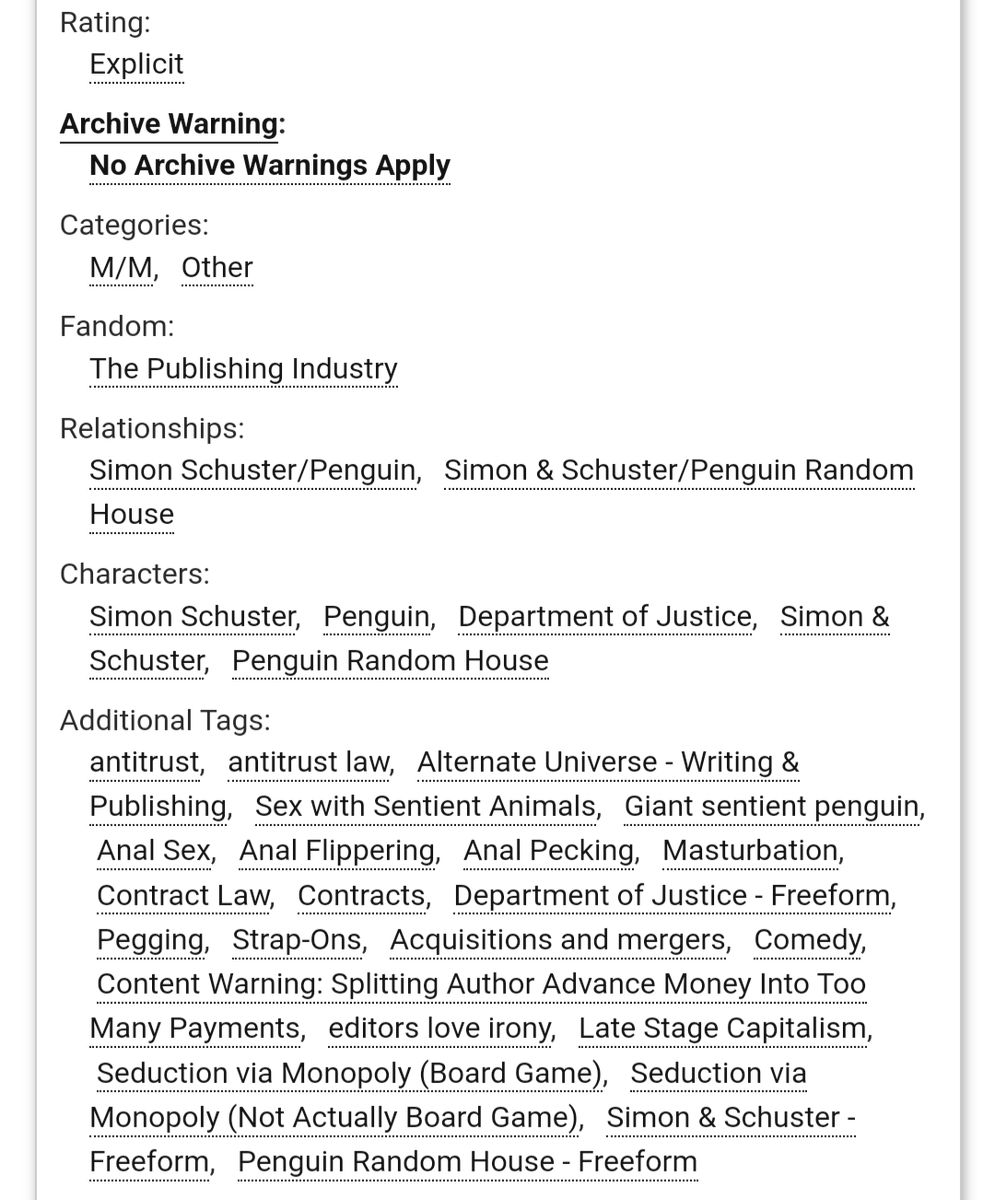 Rating:
Explicit
Archive Warning:
No Archive Warnings Apply
Categories:
M/M, Other
Fandom:
The Publishing Industry
Relationships:
Simon Schuster/Penguin, Simon & Schuster/Penguin Random
House
Characters:
Simon Schuster, Penguin, Department of Justice, Simon &
Schuster, Penguin Random House
Additional Tags:
antitrust, antitrust law, Alternate Universe - Writing &
Publishing, Sex with Sentient Animals, Giant sentient penguin,
Anal Sex, Anal Flippering, Anal Pecking, Masturbation,
Contract Law, Contracts, Department of Justice - Freeform,
Pegging, Strap-Ons, Acquisitions and mergers, Comedy,
Content Warning: Splitting Author Advance Money Into Too
Many Payments, editors love irony, Late Stage Capitalism,
Seduction via Monopoly (Board Game), Seduction via
Monopoly (Not Actually Board Game), Simon & Schuster -
Freeform, Penguin Random House - Freeform